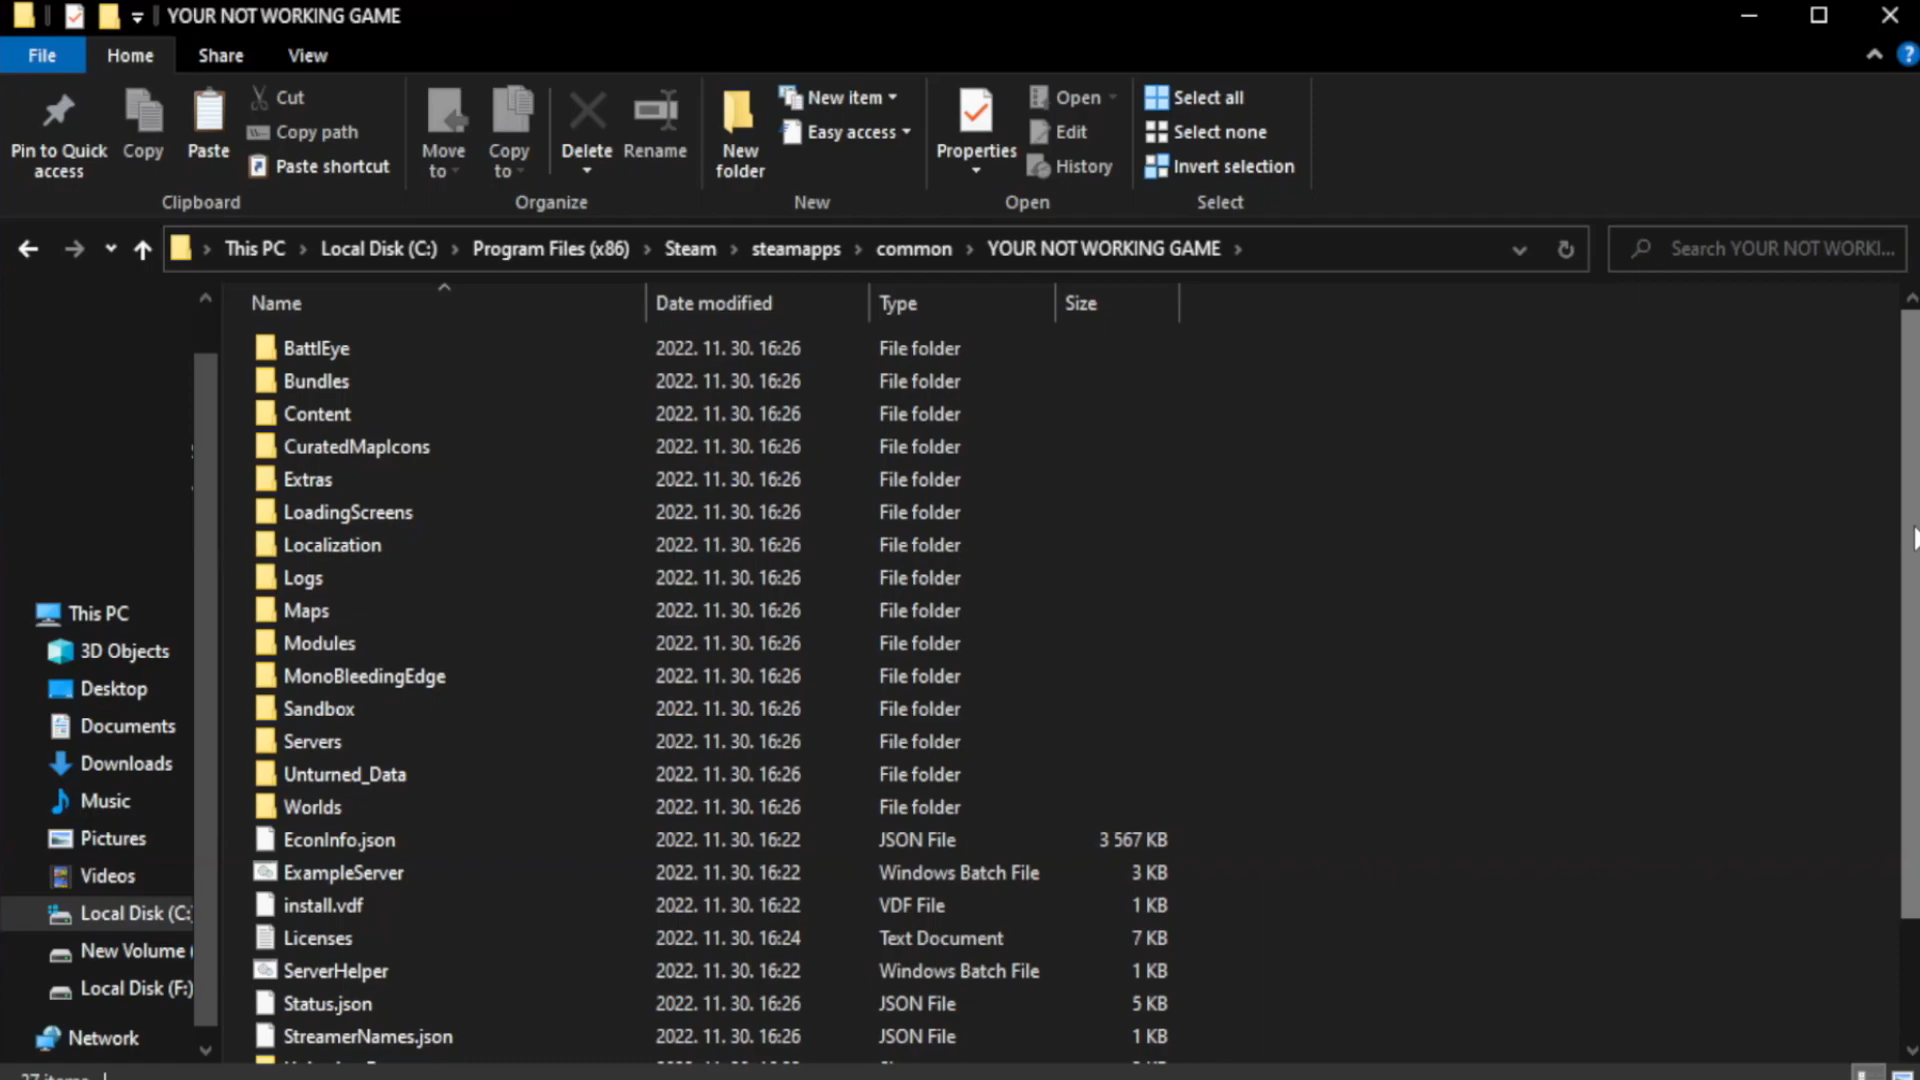 YOUR NOT WORKING GAME
File Home Share View
Pin to Quick access
Copy
Paste
Cut
Copy path
Paste shortcut
Clipboard
Move to
Copy to
Delete
Rename
Organize
New folder
New item
Easy access
New
Properties
Open
Edit
History
Open
Select all
Select none
Invert selection
Select
This PC Local Disk (C:) Program Files (x86) Steam steamapps common YOUR NOT WORKING GAME
Search YOUR NOT WORKI...
This PC
3D Objects
Desktop
Documents
Downloads
Music
Pictures
Videos
Local Disk (C:
New Volume (
Local Disk (F:)
Network
Name Date modified Type Size
BattlEye 2022. 11. 30. 16:26 File folder
Bundles 2022. 11. 30. 16:26 File folder
Content 2022. 11. 30. 16:26 File folder
CuratedMapIcons 2022. 11. 30. 16:26 File folder
Extras 2022. 11. 30. 16:26 File folder
LoadingScreens 2022. 11. 30. 16:26 File folder
Localization 2022. 11. 30. 16:26 File folder
Logs 2022. 11. 30. 16:26 File folder
Maps 2022. 11. 30. 16:26 File folder
Modules 2022. 11. 30. 16:26 File folder
MonoBleedingEdge 2022. 11. 30. 16:26 File folder
Sandbox 2022. 11. 30. 16:26 File folder
Servers 2022. 11. 30. 16:26 File folder
Unturned_Data 2022. 11. 30. 16:26 File folder
Worlds 2022. 11. 30. 16:26 File folder
EconInfo.json 2022. 11. 30. 16:22 JSON File 3 567 KB
ExampleServer 2022. 11. 30. 16:22 Windows Batch File 3 KB
install.vdf 2022. 11. 30. 16:22 VDF File 1 KB
Licenses 2022. 11. 30. 16:24 Text Document 7 KB
ServerHelper 2022. 11. 30. 16:22 Windows Batch File 1 KB
Status.json 2022. 11. 30. 16:26 JSON File 5 KB
StreamerNames.json 2022. 11. 30. 16:26 JSON File 1 KB